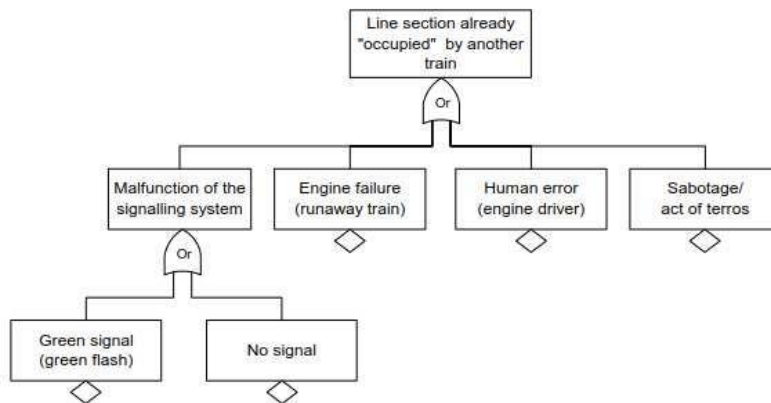 Line section already
"occupied" by another
train
Or
Malfunction of the
signalling system
Engine failure
(runaway train)
Human error
(engine driver)
Sabotage/
act of terros
Or
Green signal
(green flash)
No signal